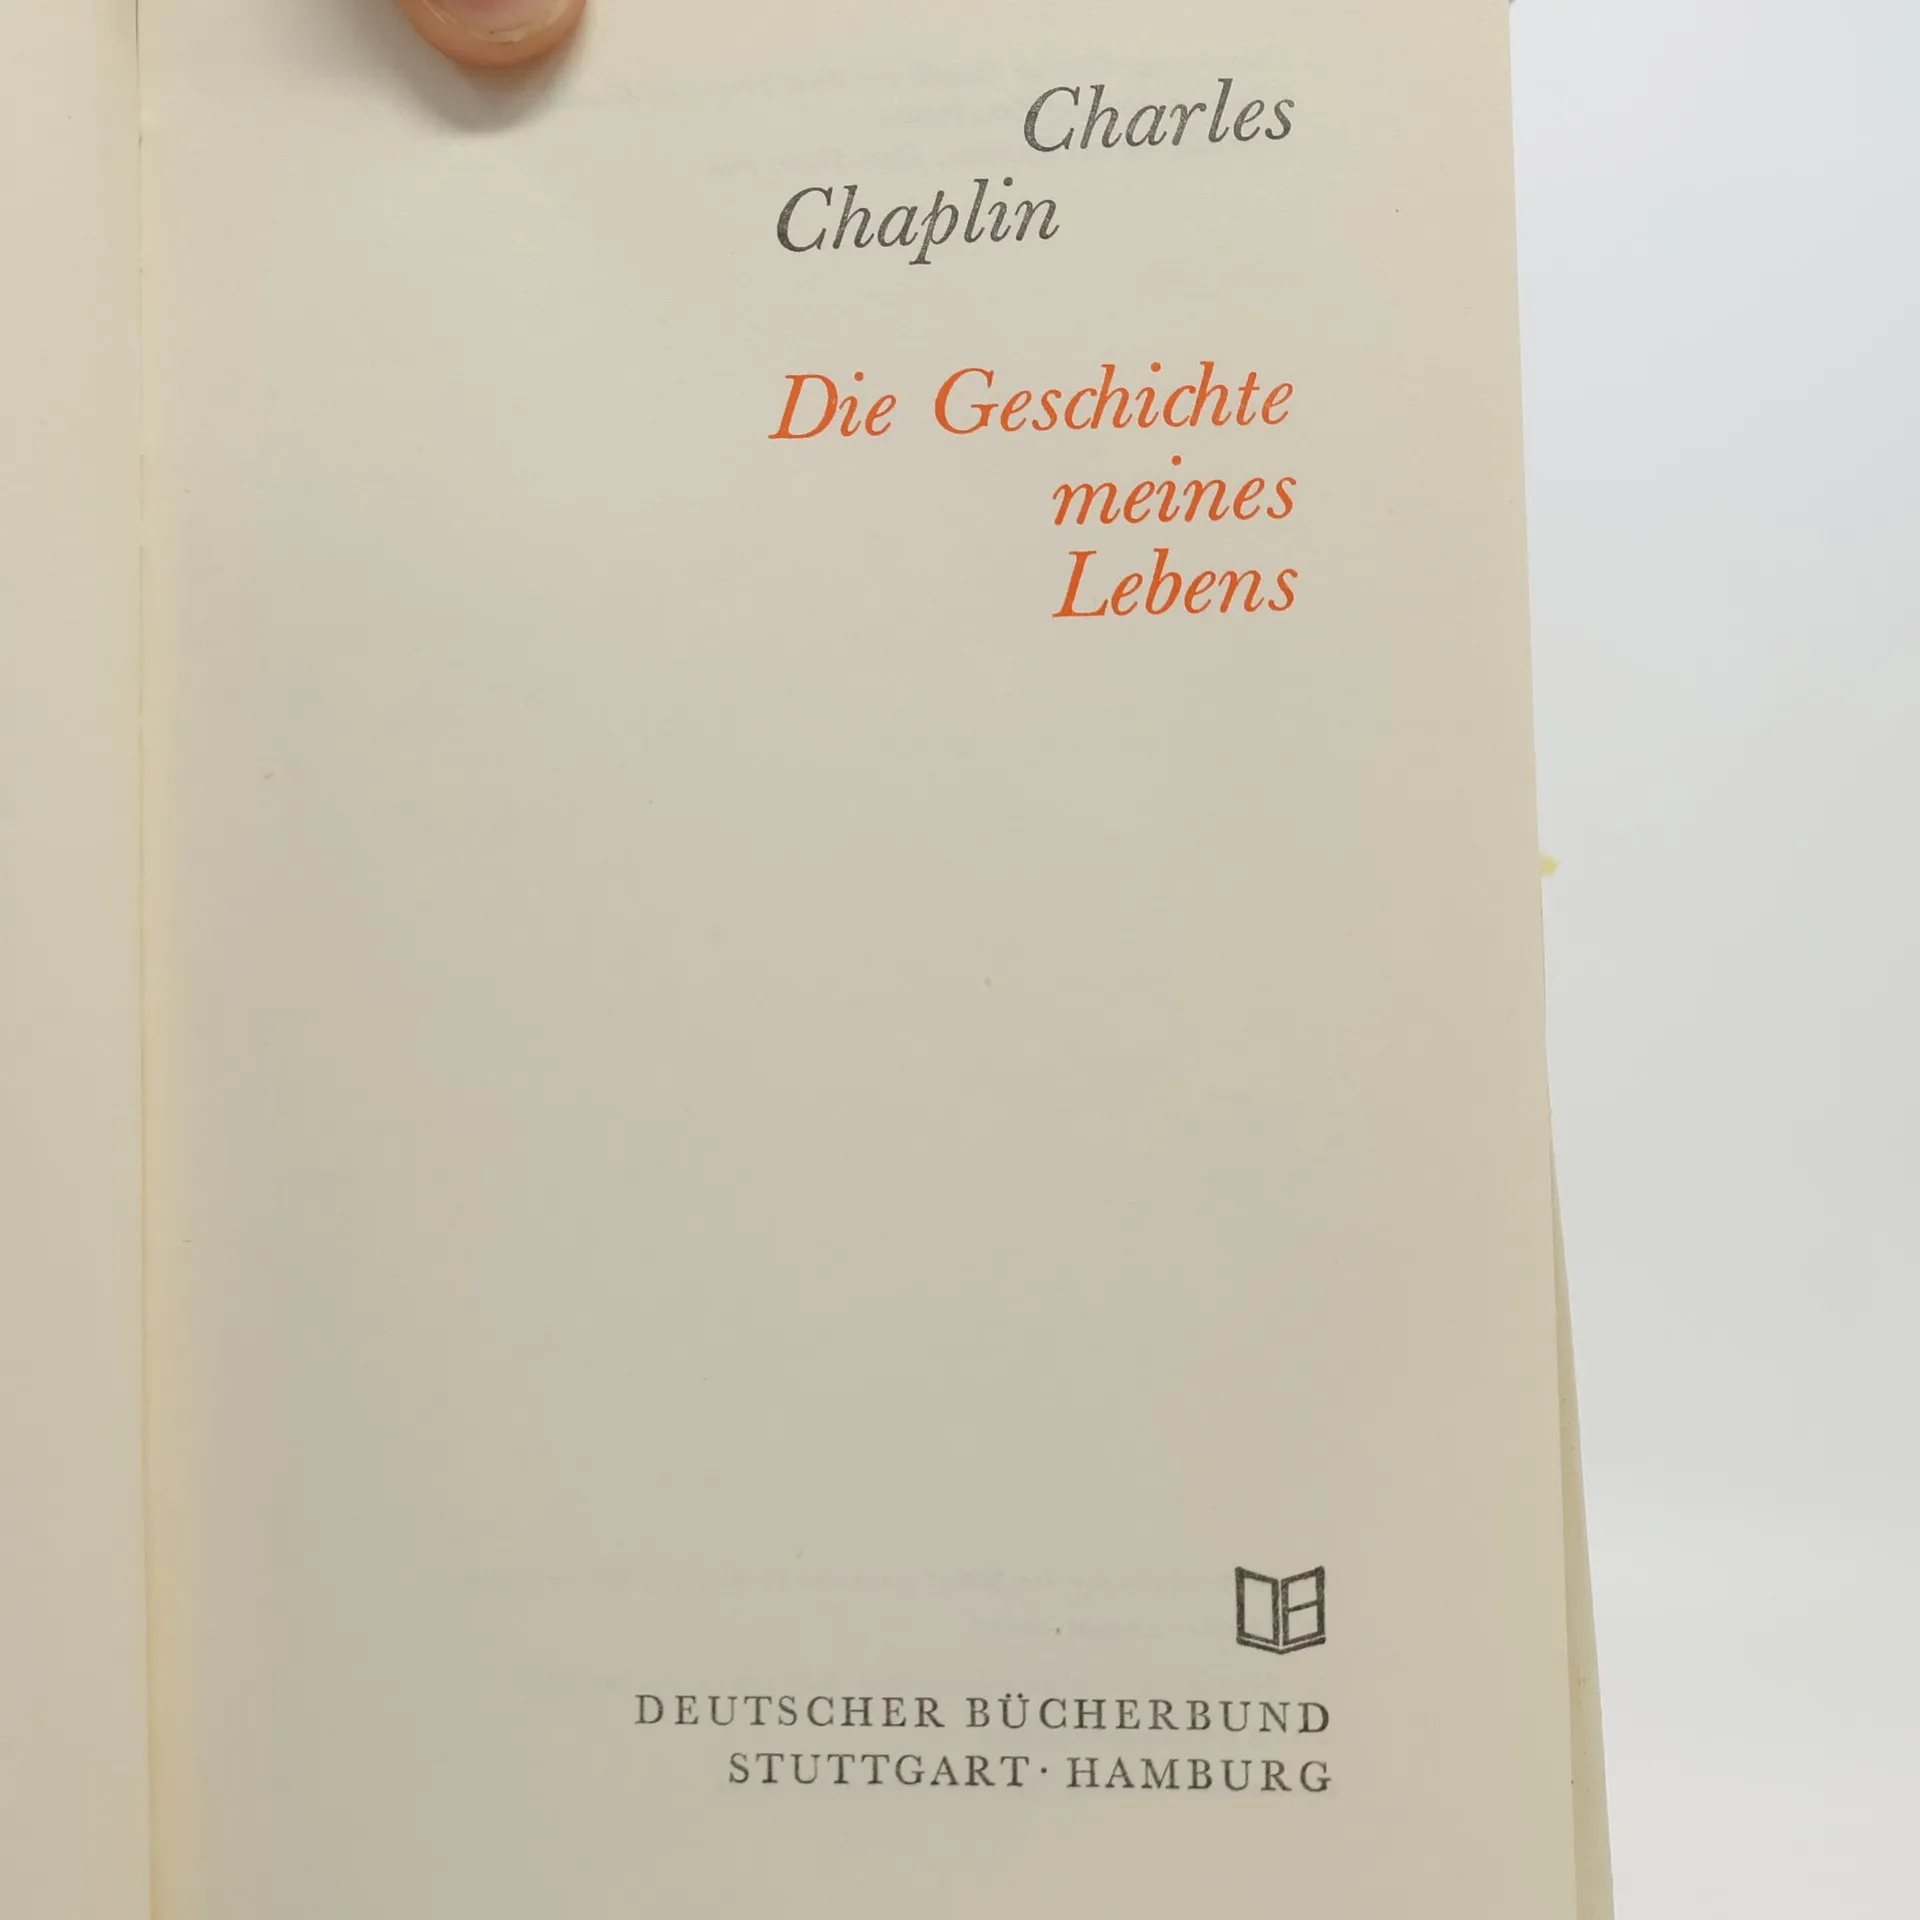 Charles
Chaplin
Die Geschichte
meines
Lebens
DEUTSCHER BÜCHERBUND
STUTTGART · HAMBURG